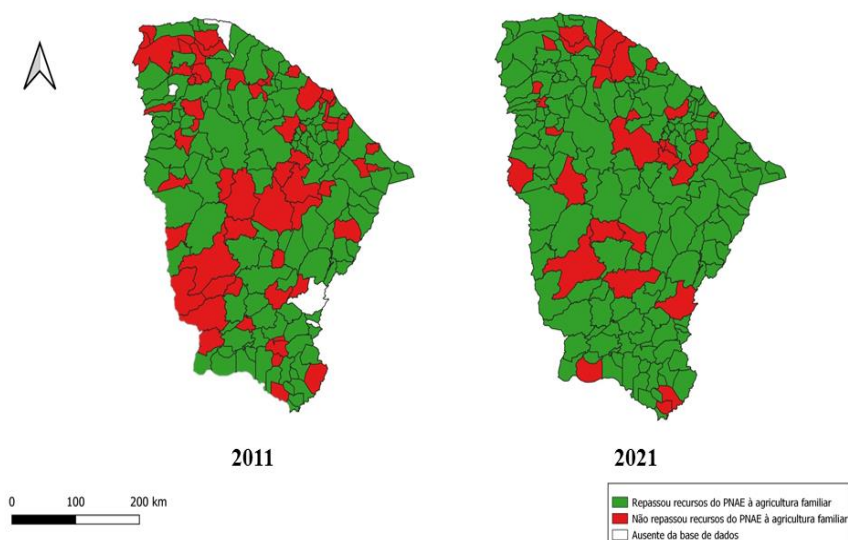 2011
2021
0 100 200 km
Repassou recursos do PNAE à agricultura familiar
Não repassou recursos do PNAE à agricultura familiar
Ausente da base de dados